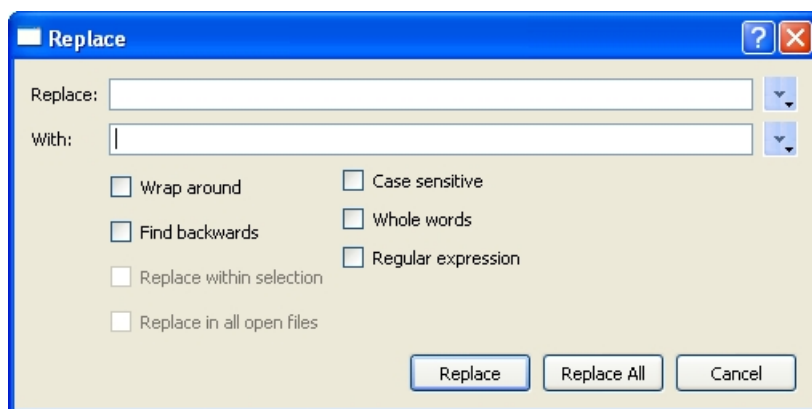 Replace
Replace:
With:
Wrap around
Case sensitive
Find backwards
Whole words
Replace within selection
Regular expression
Replace in all open files
Replace
Replace All
Cancel